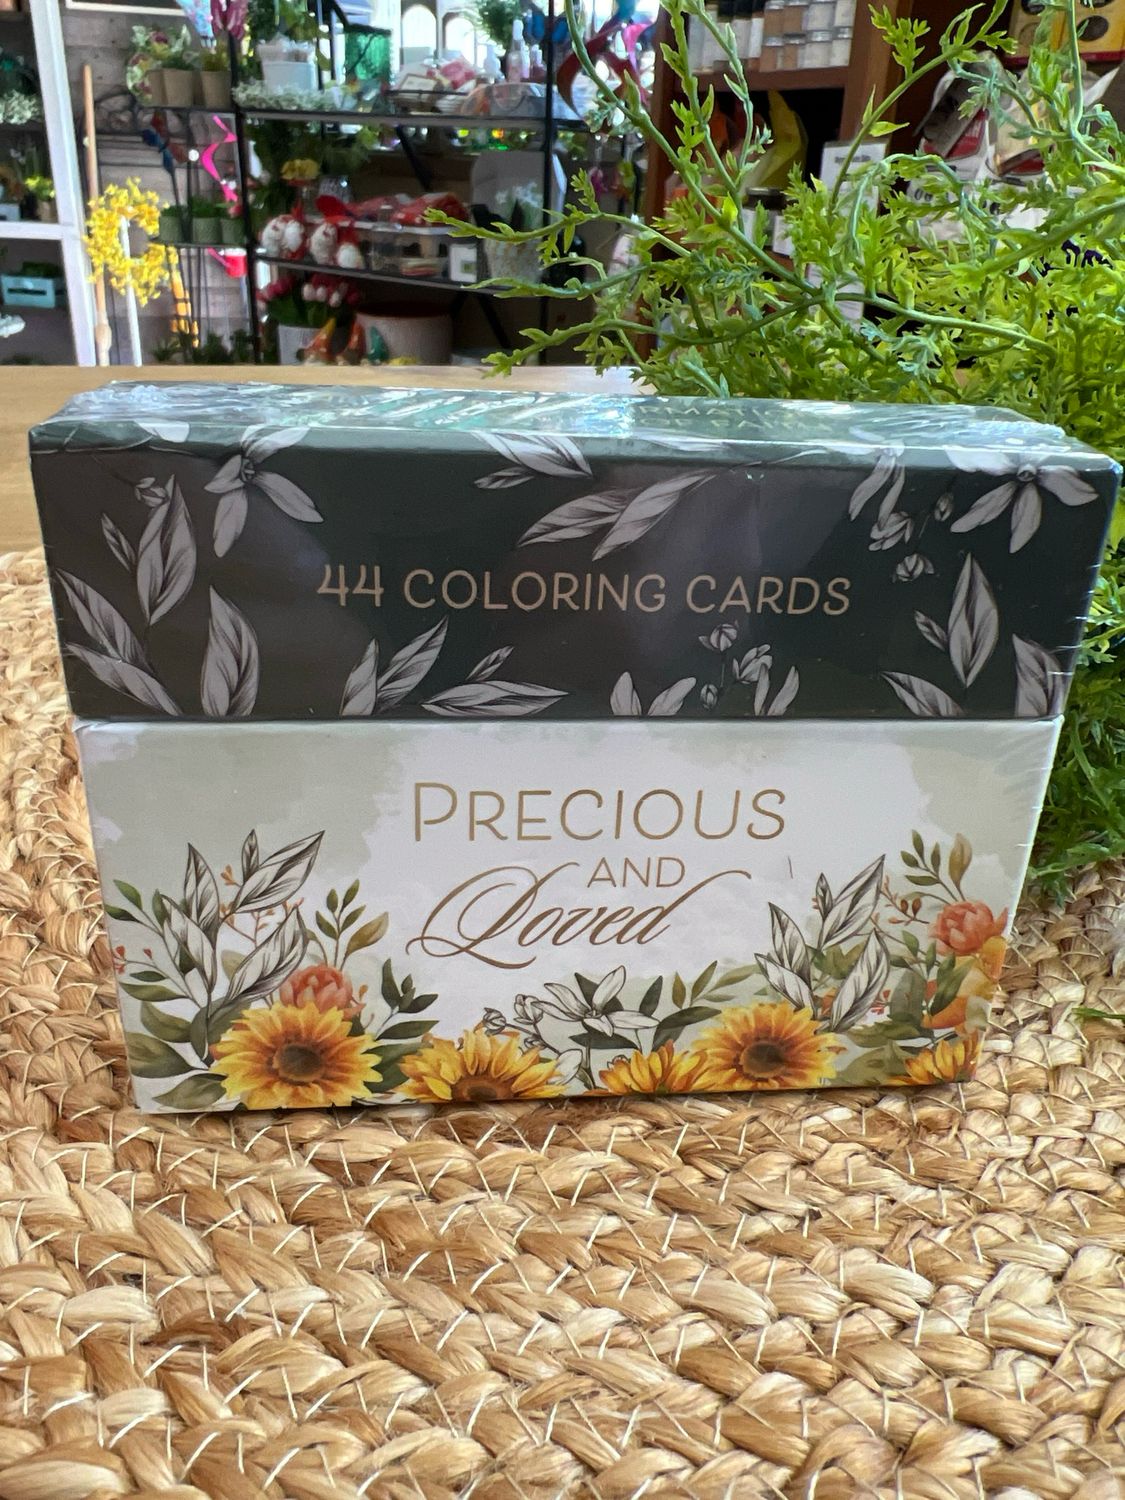 44 COLORING CARDS
PRECIOUS
AND
Loved